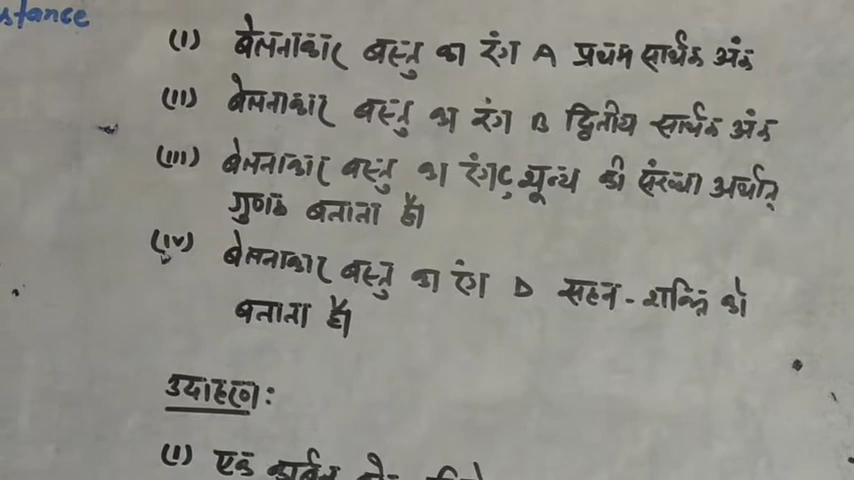 stance
(I) बेलनाकार वस्तु का रंग A प्रथम सार्थक अंक
(II) बेलनाकार वस्तु का रंग B द्वितीय सार्थक अंक
(III) बेलनाकार वस्तु का रंग C शून्य की संख्या अर्थात्
गुणक बताता है।
(IV) बेलनाकार वस्तु का रंग D सहन-शक्ति को
बताता है।
उदाहरण:
(I) एक कार्बन